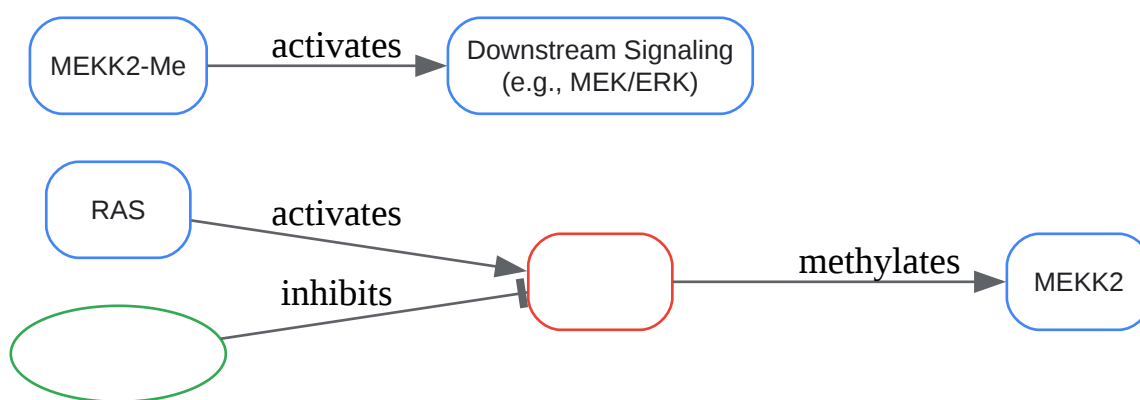 MEKK2-Me
activates
Downstream Signaling
(e.g., MEK/ERK)
RAS
activates
inhibits
methylates
MEKK2